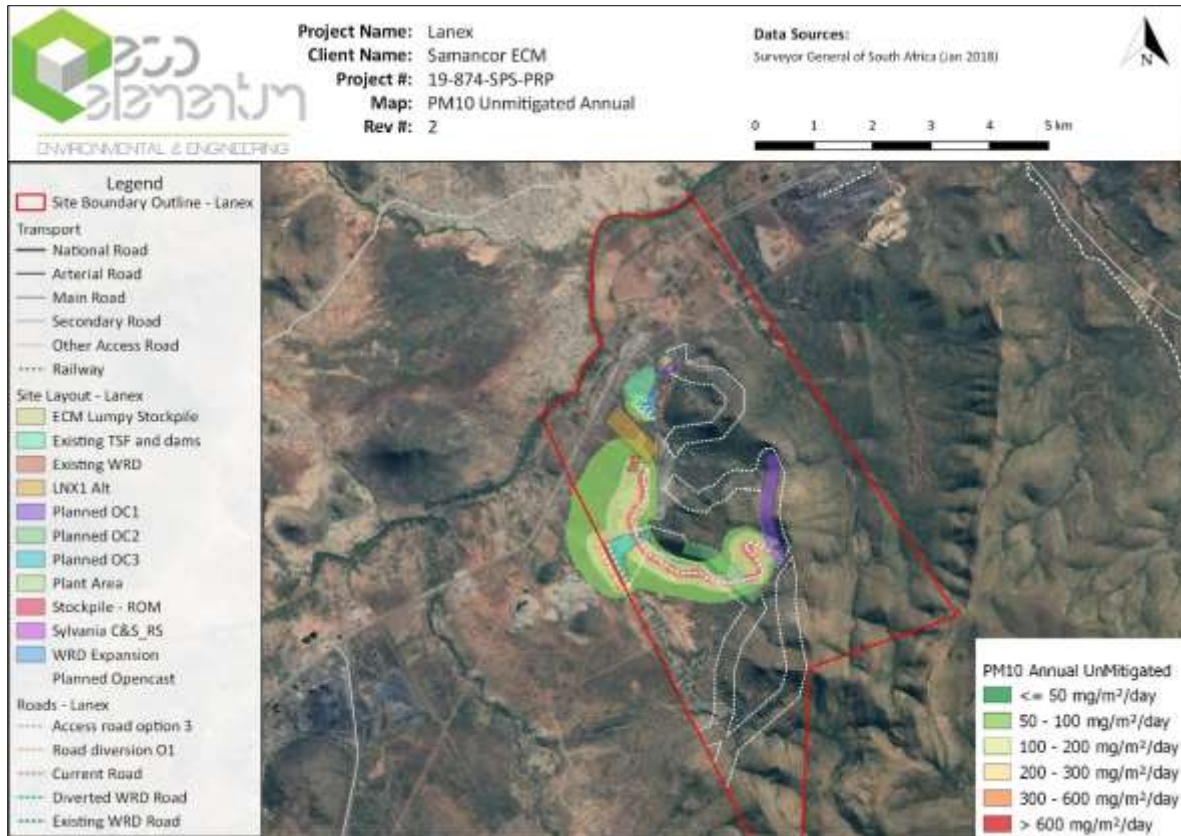 eco
elementum
ENVIRONMENTAL & ENGINEERING
Project Name: Lanex
Client Name: Samancor ECM
Project #: 19-874-SPS-PRP
Map: PM10 Unmitigated Annual
Rev #: 2
Data Sources:
Surveyor General of South Africa (Jan 2018)
N
0 1 2 3 4 5 km
Legend
Site Boundary Outline - Lanex
Transport
National Road
Arterial Road
Main Road
Secondary Road
Other Access Road
Railway
Site Layout - Lanex
ECM Lumpy Stockpile
Existing TSF and dams
Existing WRD
LNX1 Alt
Planned OC1
Planned OC2
Planned OC3
Plant Area
Stockpile - ROM
Sylvania C&S_RS
WRD Expansion
Planned Opencast
Roads - Lanex
Access road option 3
Road diversion O1
Current Road
Diverted WRD Road
Existing WRD Road
PM10 Annual UnMitigated
<= 50 mg/m²/day
50 - 100 mg/m²/day
100 - 200 mg/m²/day
200 - 300 mg/m²/day
300 - 600 mg/m²/day
> 600 mg/m²/day